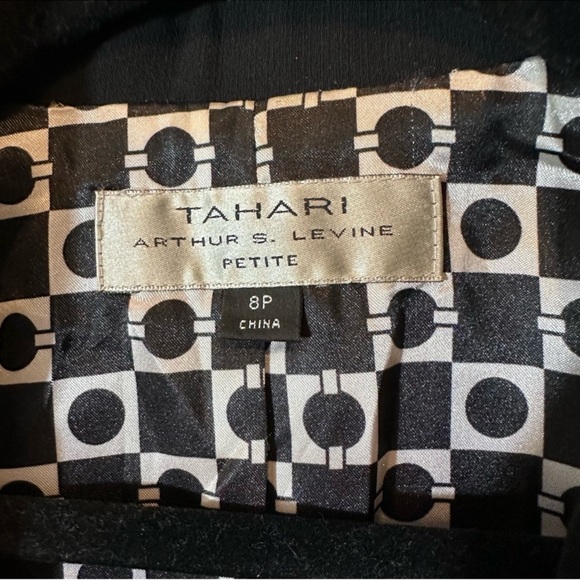 TAHARI
ARTHUR S. LEVINE
PETITE
8P
CHINA